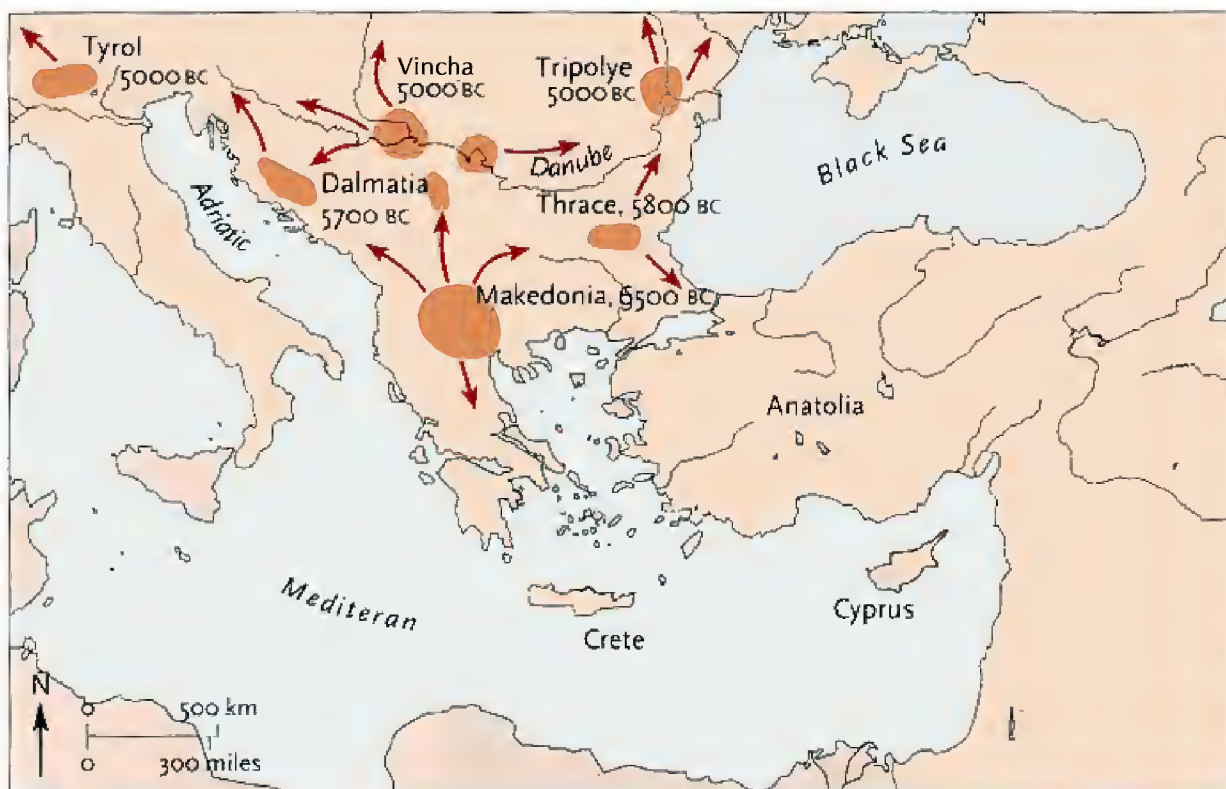 Tyrol
5000 BC
Vincha
5000 BC
Tripolye
5000 BC
Black Sea
Danube
Dalmatia
5700 BC
Thrace, 5800 BC
Adriatic
Makedonia, 6500 BC
Anatolia
Mediteran
Crete
Cyprus
N
0
500 km
0
300 miles